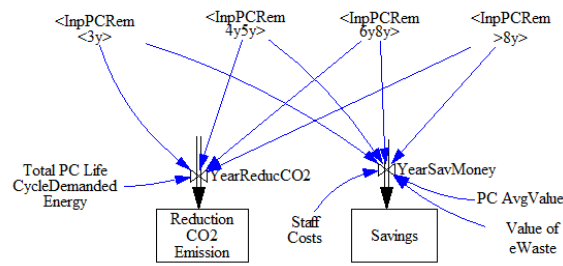 <InpPCRem
<3y>
<InpPCRem
4y5y>
<InpPCRem
6y8y>
<InpPCRem
>8y>
Total PC Life
CycleDemanded
Energy
YearReducCO2
YearSavMoney
Reduction
CO2
Emission
Staff
Costs
Savings
PC AvgValue
Value of
eWaste